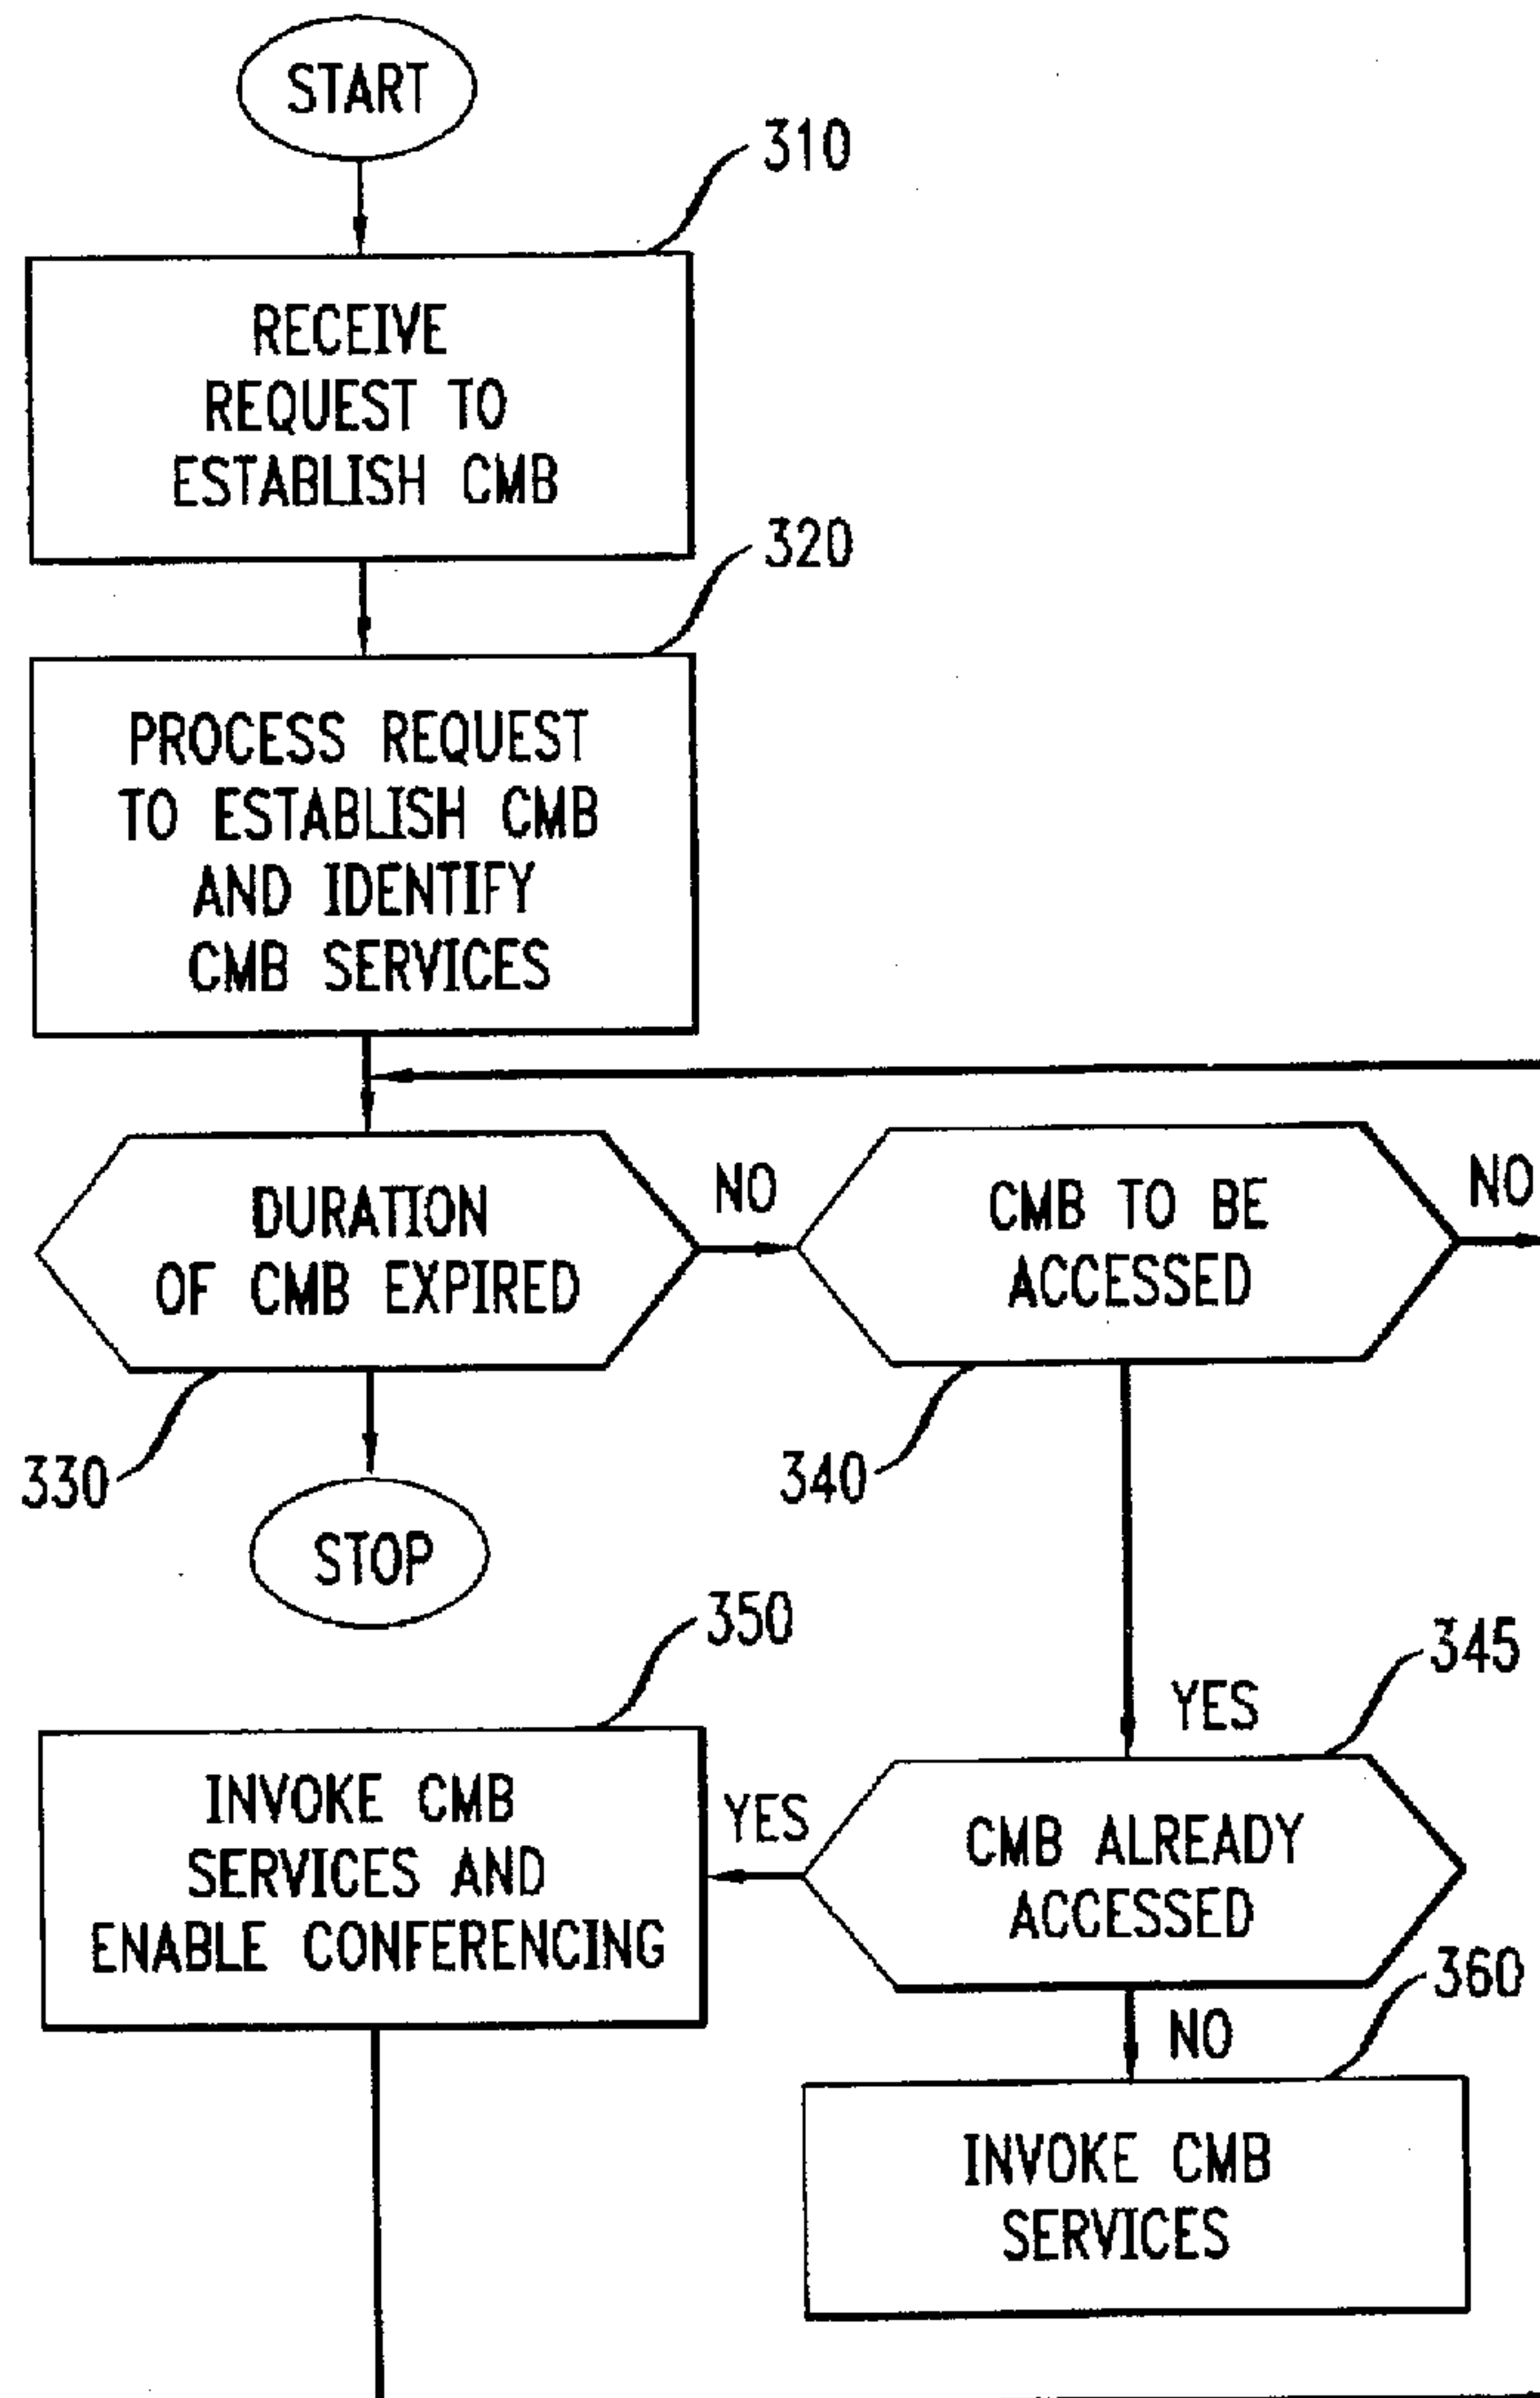 START
310
RECEIVE
REQUEST TO
ESTABLISH CMB
320
PROCESS REQUEST
TO ESTABLISH CMB
AND IDENTIFY
CMB SERVICES
DURATION
OF CMB EXPIRED
NO
CMB TO BE
ACCESSED
NO
330
340
STOP
350
345
YES
INVOKE CMB
SERVICES AND
ENABLE CONFERENCING
YES
CMB ALREADY
ACCESSED
360
NO
INVOKE CMB
SERVICES